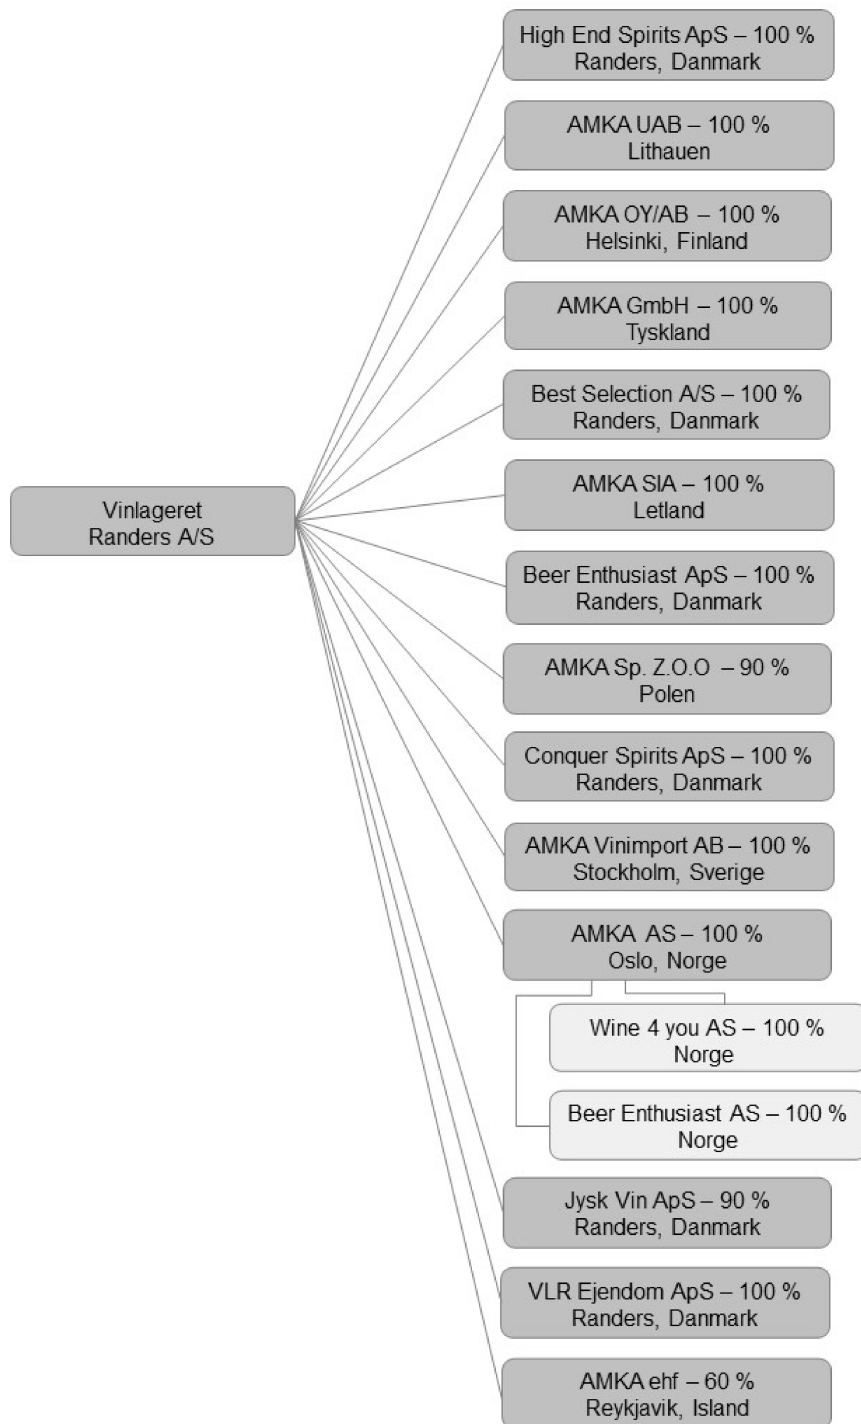 High End Spirits ApS – 100 %
Randers, Danmark
AMKA UAB – 100 %
Lithauen
AMKA OY/AB – 100 %
Helsinki, Finland
AMKA GmbH – 100 %
Tyskland
Best Selection A/S – 100 %
Randers, Danmark
AMKA SIA – 100 %
Letland
Vinlageret
Randers A/S
Beer Enthusiast ApS – 100 %
Randers, Danmark
AMKA Sp. Z.O.O – 90 %
Polen
Conquer Spirits ApS – 100 %
Randers, Danmark
AMKA Vinimport AB – 100 %
Stockholm, Sverige
AMKA AS – 100 %
Oslo, Norge
Wine 4 you AS – 100 %
Norge
Beer Enthusiast AS – 100 %
Norge
Jysk Vin ApS – 90 %
Randers, Danmark
VLR Ejendom ApS – 100 %
Randers, Danmark
AMKA ehf – 60 %
Reykjavik, Island